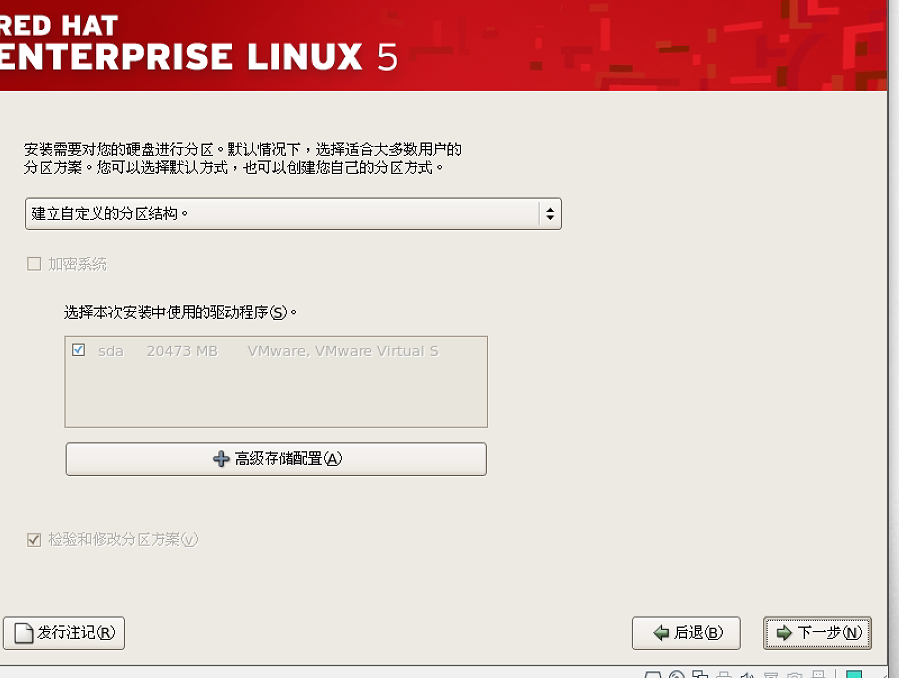 RED HAT
ENTERPRISE LINUX 5
安装需要对您的硬盘进行分区。默认情况下，选择适合大多数用户的
分区方案。您可以选择默认方式，也可以创建您自己的分区方式。
建立自定义的分区结构。
加密系统
选择本次安装中使用的驱动程序(S)。
sda 20473 MB VMware, VMware Virtual S
高级存储配置(A)
检验和修改分区方案(v)
发行注记(R) 后退(B) 下一步(N)